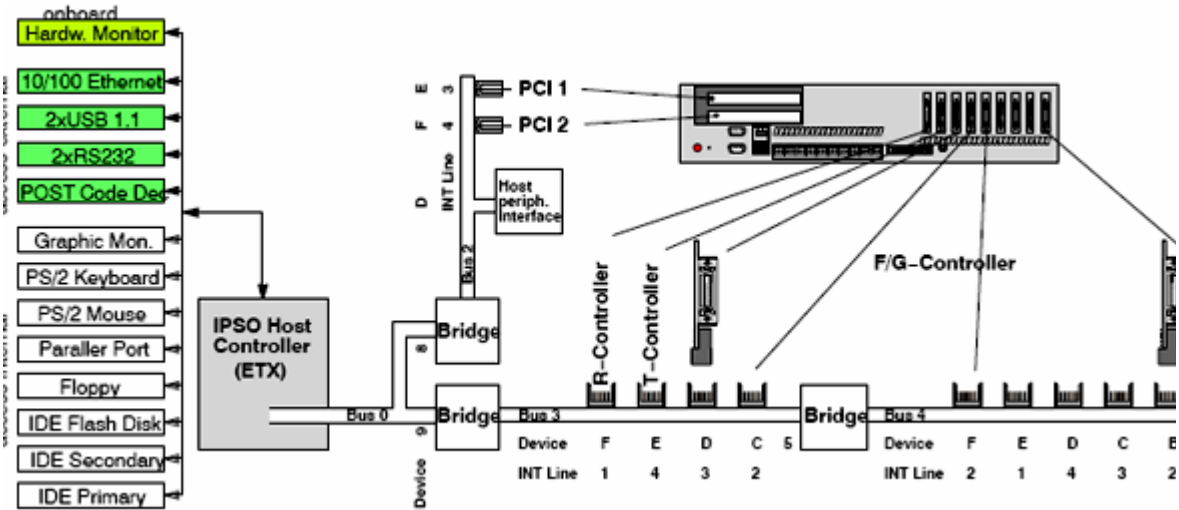 onboard
Hardw. Monitor
10/100 Ethernet
2xUSB 1.1
2xRS232
POST Code Dec
Graphic Mon.
PS/2 Keyboard
PS/2 Mouse
Paraller Port
Floppy
IDE Flash Disk
IDE Secondary
IDE Primary
IPSO Host
Controller
(ETX)
Bus 0
E 3 PCI 1
F 4 PCI 2
D INT Line
Host
periph.
Interface
Bus 2
Bridge
8
Bridge
9
Device
R-Controller
T-Controller
F/G-Controller
Bus 3
Bridge
Bus 4
Device F E D C 5
INT Line 1 4 3 2
Device F E D C B
INT Line 2 1 4 3 2